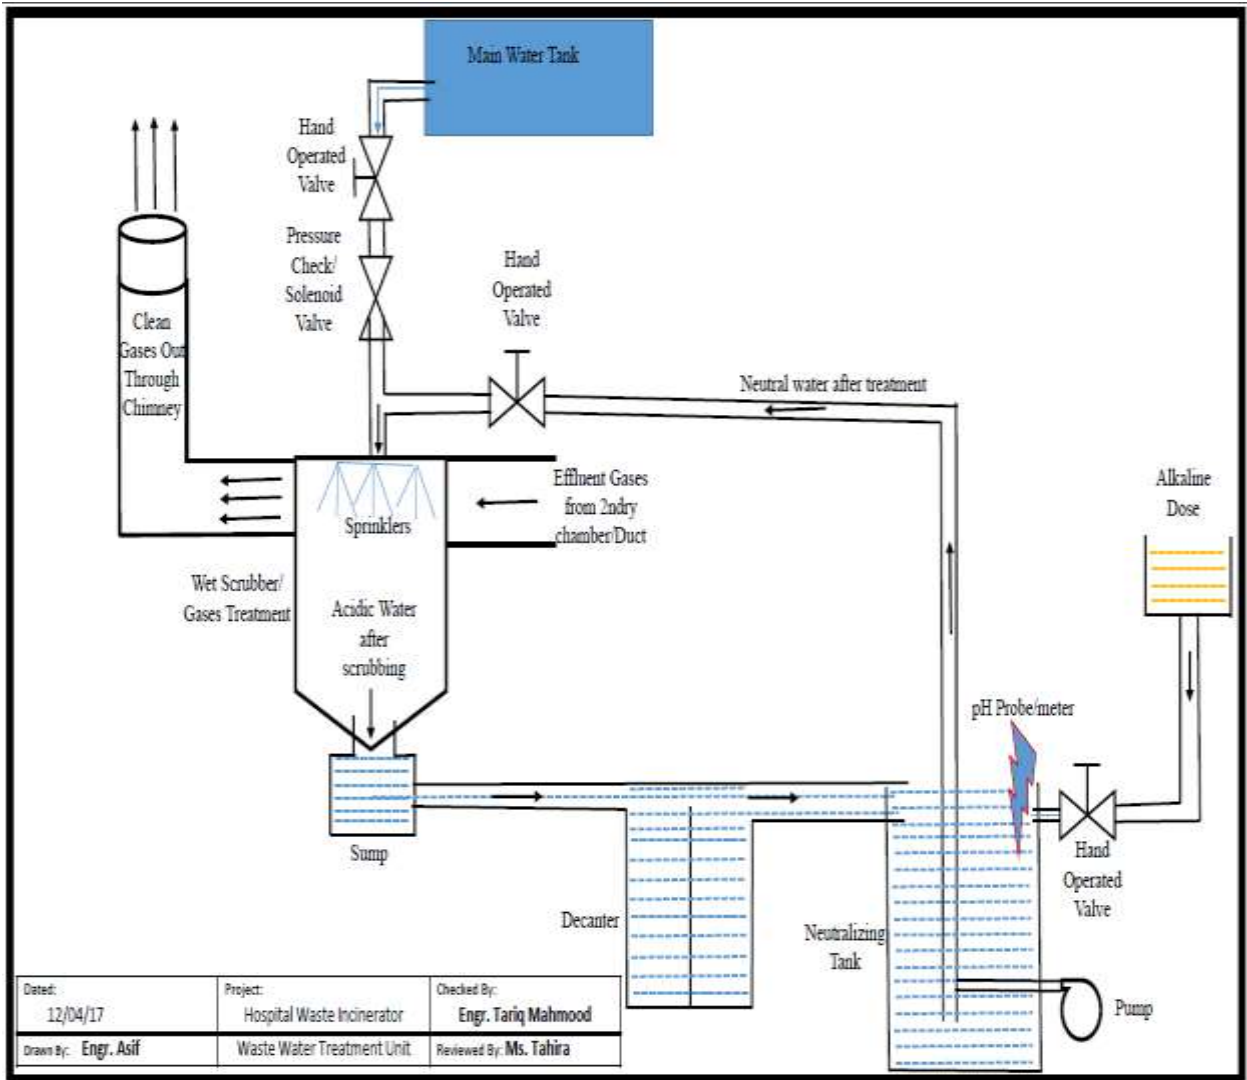 Main Water Tank
Hand
Operated
Valve
Pressure
Check/
Solenoid
Valve
Hand
Operated
Valve
Clean
Gases Out
Through
Chimney
Neutral water after treatment
Effluent Gases
from 2ndry
chamber/Duct
Alkaline
Dose
Sprinklers
Wet Scrubber/
Gases Treatment
Acidic Water
after
scrubbing
pH Probe/meter
Sump
Hand
Operated
Valve
Decanter
Neutralizing
Tank
Pump
Dated:
12/04/17
Project:
Hospital Waste Incinerator
Checked By:
Engr. Tariq Mahmood
Drawn By: Engr. Asif
Waste Water Treatment Unit
Reviewed By: Ms. Tahira